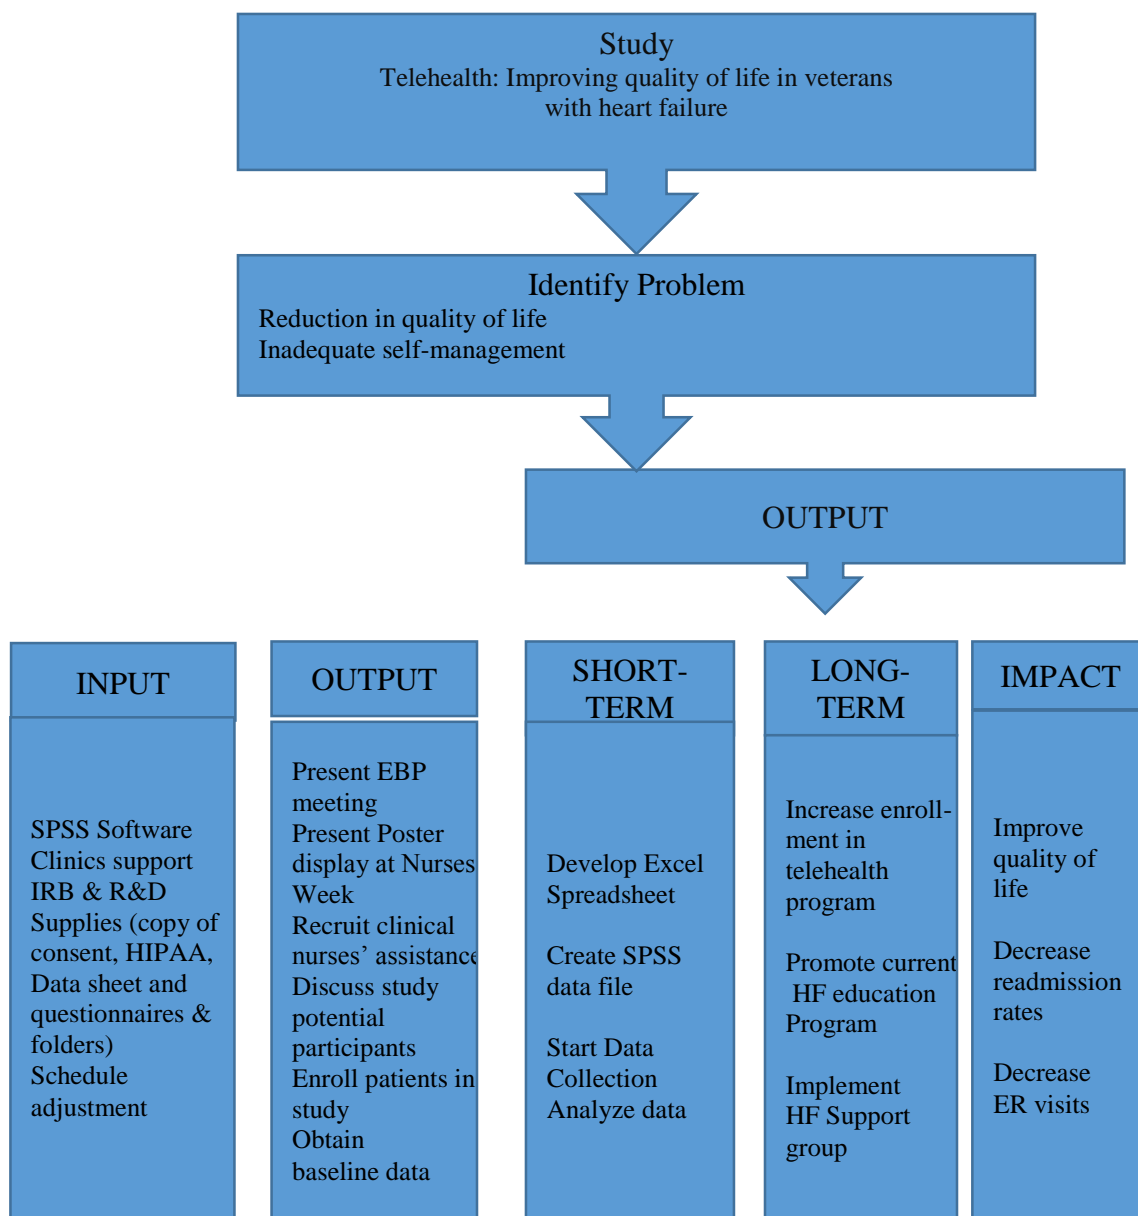 Study
Telehealth: Improving quality of life in veterans
with heart failure
Identify Problem
Reduction in quality of life
Inadequate self-management
OUTPUT
INPUT
SPSS Software
Clinics support
IRB & R&D
Supplies (copy of
consent, HIPAA,
Data sheet and
questionnaires &
folders)
Schedule
adjustment
OUTPUT
Present EBP
meeting
Present Poster
display at Nurses
Week
Recruit clinical
nurses’ assistance
Discuss study
potential
participants
Enroll patients in
study
Obtain
baseline data
SHORT-
TERM
Develop Excel
Spreadsheet
Create SPSS
data file
Start Data
Collection
Analyze data
LONG-
TERM
Increase enroll-
ment in
telehealth
program
Promote current
HF education
Program
Implement
HF Support
group
IMPACT
Improve
quality of
life
Decrease
readmission
rates
Decrease
ER visits